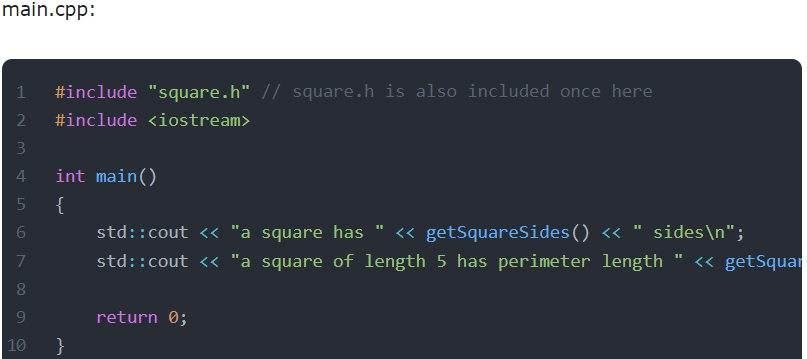 main.cpp:
1 #include "square.h" // square.h is also included once here
2 #include <iostream>
3
4 int main()
5 {
6     std::cout << "a square has " << getSquareSides() << " sides\n";
7     std::cout << "a square of length 5 has perimeter length " << getSquar
8
9     return 0;
10 }